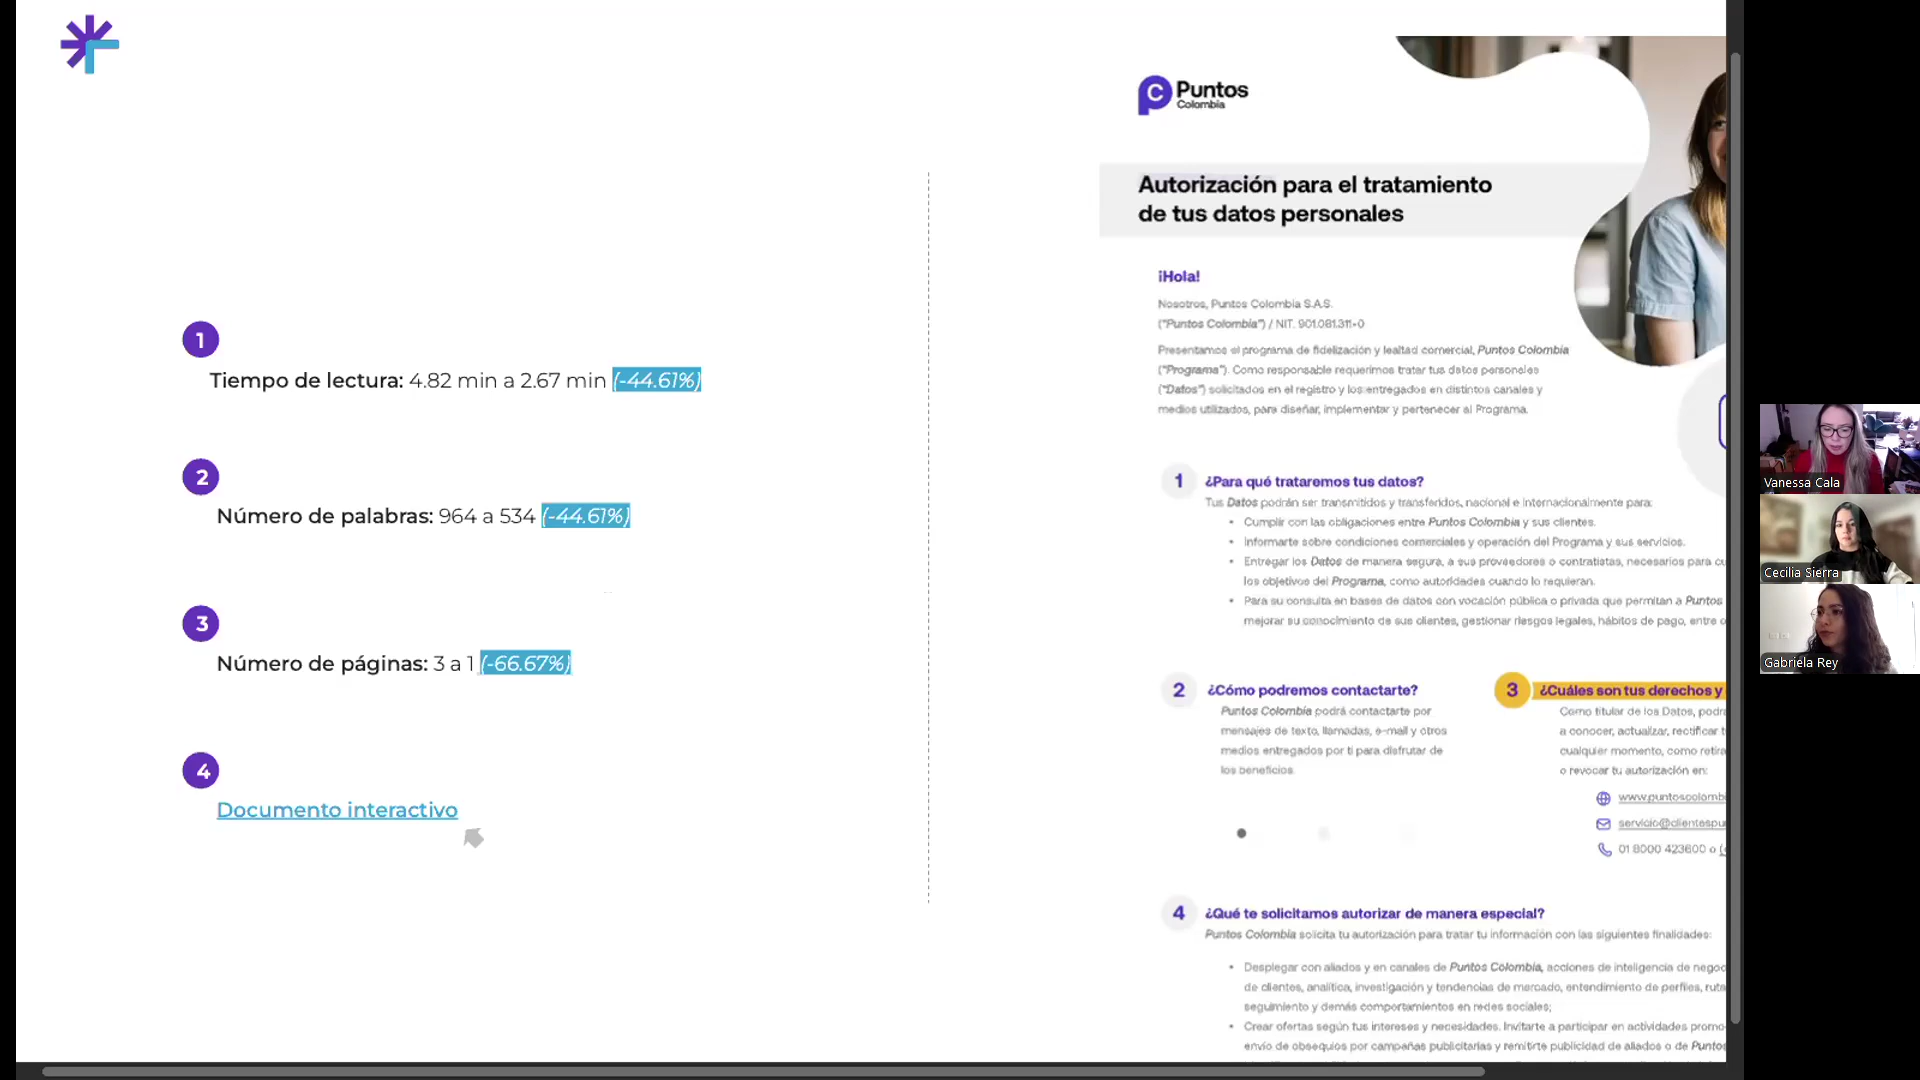 1
Tiempo de lectura: 4.82 min a 2.67 min (-44.61%)
2
Número de palabras: 964 a 534 (-44.61%)
3
Número de páginas: 3 a 1 (-66.67%)
4
Documento interactivo
Puntos
Colombia
Autorización para el tratamiento
de tus datos personales
¡Hola!
Nosotros, Puntos Colombia S.A.S.
("Puntos Colombia") / NIT. 901.081.311-0
Presentamos el programa de fidelización y lealtad comercial, Puntos Colombia
("Programa"). Como responsable requerimos tratar tus datos personales
("Datos") solicitados en el registro y los entregados en distintos canales y
medios utilizados, para diseñar, implementar y pertenecer al Programa.
1 ¿Para qué trataremos tus datos?
Tus Datos podrán ser transmitidos y transferidos, nacional e internacionalmente para:
• Cumplir con las obligaciones entre Puntos Colombia y sus clientes.
• Informarte sobre condiciones comerciales y operación del Programa y sus servicios.
• Entregar los Datos de manera segura, a sus proveedores o contratistas, necesarios para cu
los objetivos del Programa, como autoridades cuando lo requieran.
• Para su consulta en bases de datos con vocación pública o privada que permitan a Puntos
mejorar su conocimiento de sus clientes, gestionar riesgos legales, hábitos de pago, entre o
2 ¿Cómo podremos contactarte?
Puntos Colombia podrá contactarte por
mensajes de texto, llamadas, e-mail y otros
medios entregados por ti para disfrutar de
los beneficios.
3 ¿Cuáles son tus derechos y
Como titular de los Datos, podr
a conocer, actualizar, rectificar t
cualquier momento, como retira
o revocar tu autorización en:
www.puntoscolombi
servicio@clientespu
01 8000 423600 o (
4 ¿Qué te solicitamos autorizar de manera especial?
Puntos Colombia solicita tu autorización para tratar tu información con las siguientes finalidades:
• Desplegar con aliados y en canales de Puntos Colombia, acciones de inteligencia de negoc
de clientes, analítica, investigación y tendencias de mercado, entendimiento de perfiles, ruta
seguimiento y demás comportamientos en redes sociales;
• Crear ofertas según tus intereses y necesidades. Invitarte a participar en actividades promo
envío de obsequios por campañas publicitarias y remitirte publicidad de aliados o de Puntos
Vanessa Cala
Cecilia Sierra
Gabriela Rey